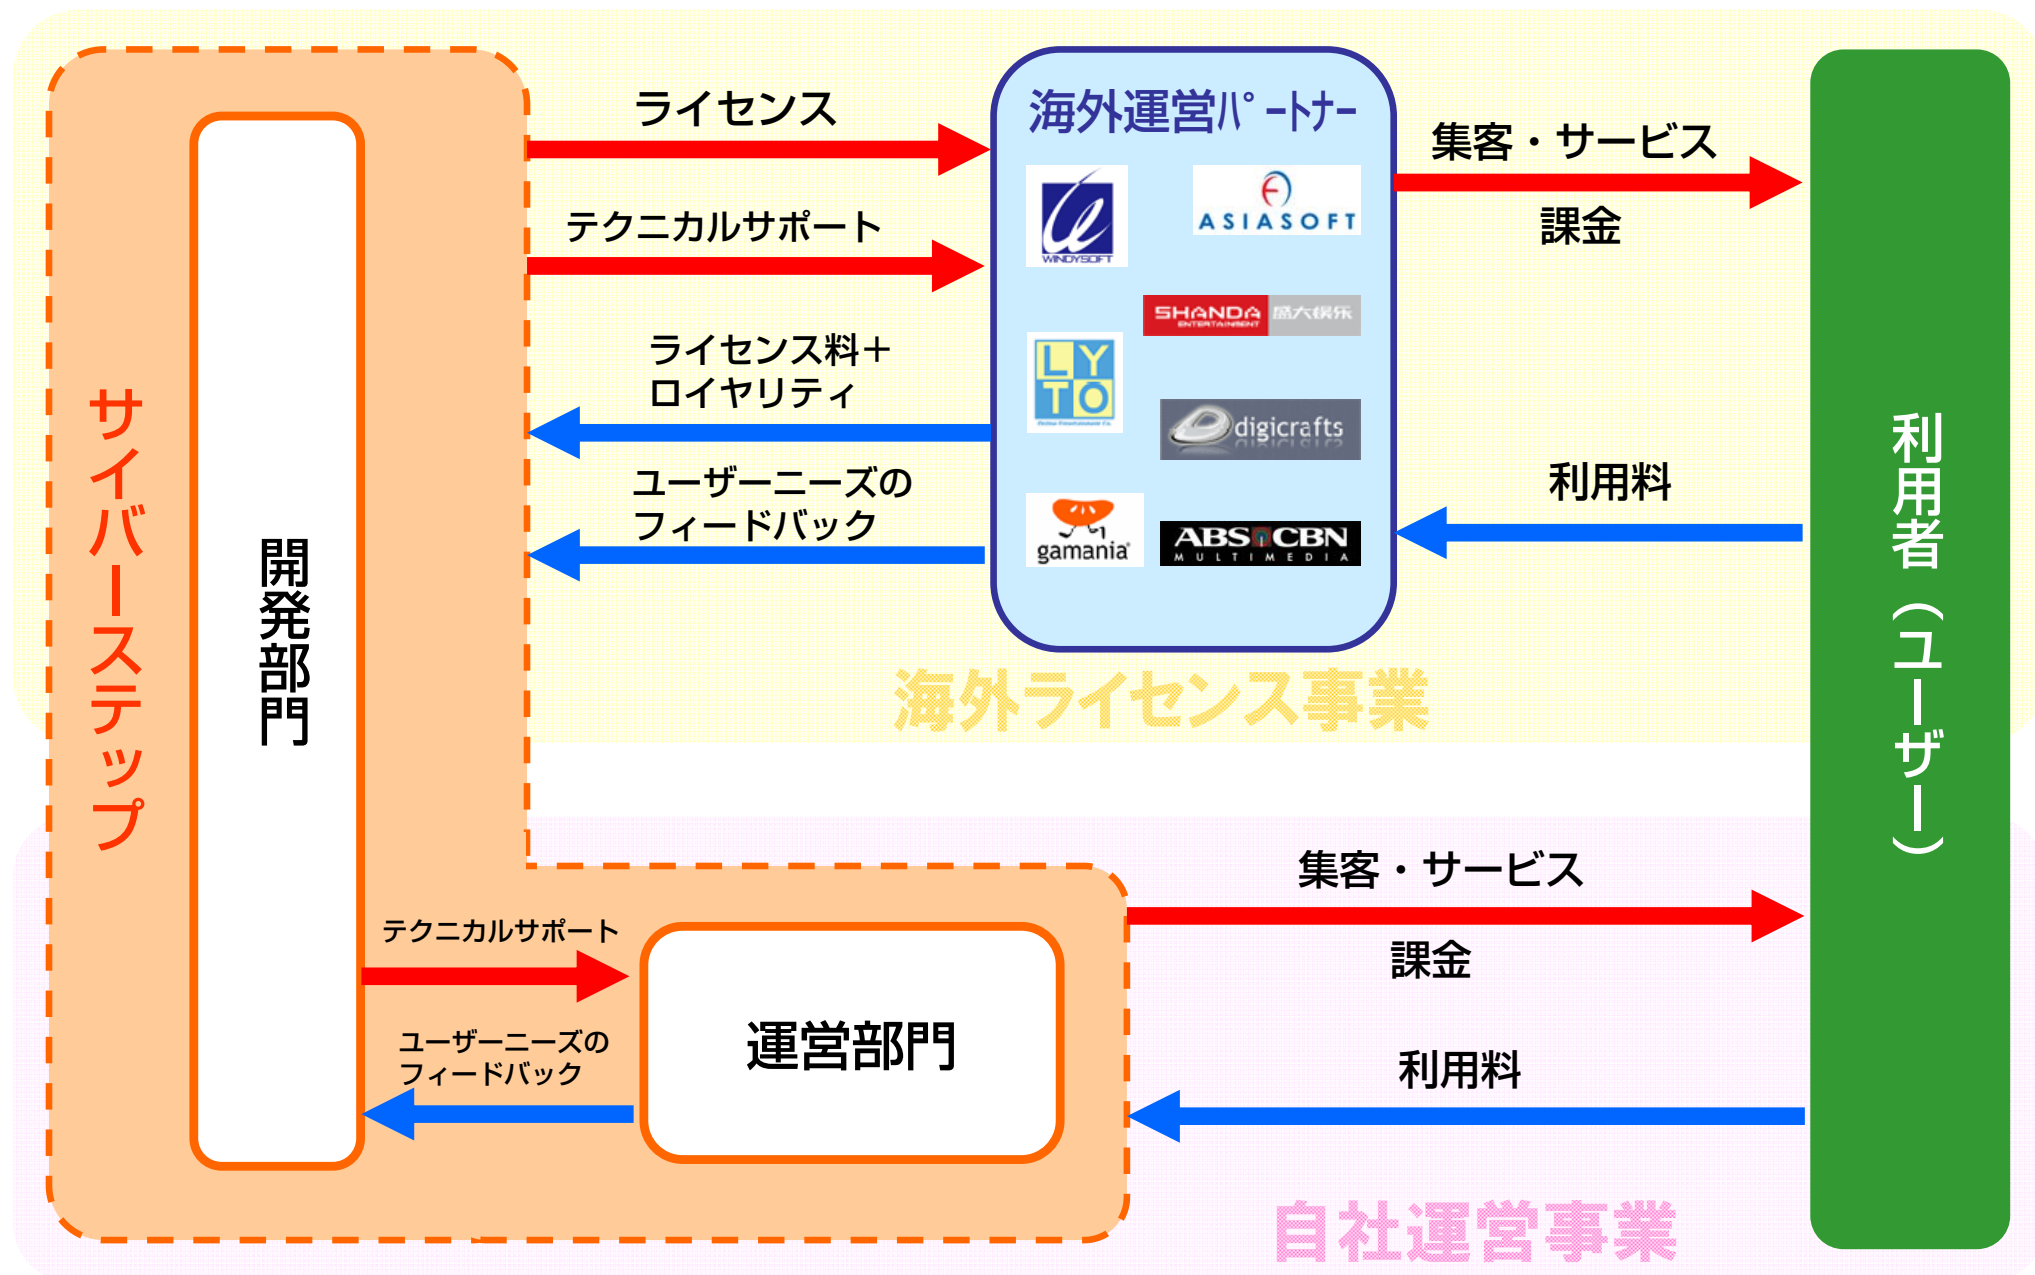 サイバーステップ
開発部門
ライセンス
テクニカルサポート
ライセンス料＋
ロイヤリティ
ユーザーニーズの
フィードバック
海外運営ﾊﾟｰﾄﾅｰ
WINDYSOFT
ASIASOFT
SHANDA
ENTERTAINMENT
盛大娱乐
LYTO
digicrafts
gamania
ABS CBN
MULTIMEDIA
集客・サービス
課金
利用料
海外ライセンス事業
利用者（ユーザー）
テクニカルサポート
ユーザーニーズの
フィードバック
運営部門
集客・サービス
課金
利用料
自社運営事業